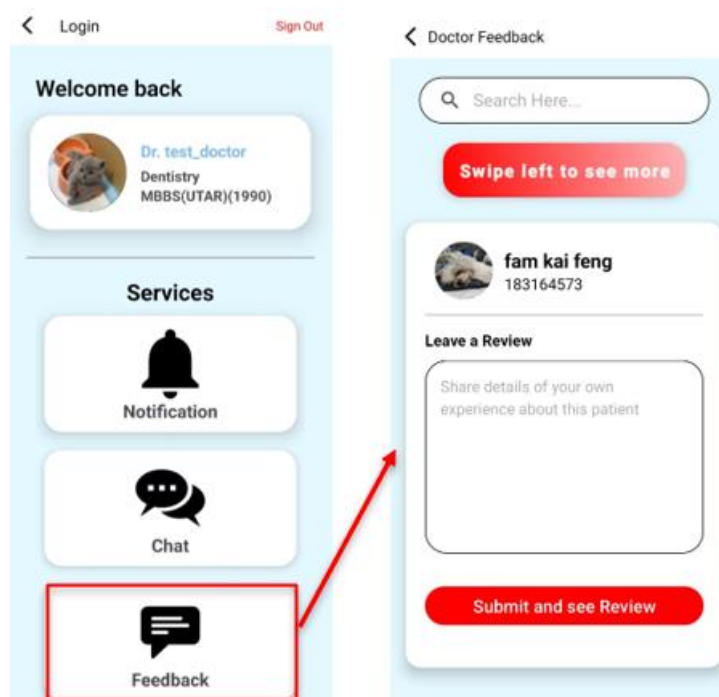 Login
Sign Out
Welcome back
Dr. test_doctor
Dentistry
MBBS(UTAR)(1990)
Services
Notification
Chat
Feedback
Doctor Feedback
Search Here...
Swipe left to see more
fam kai feng
183164573
Leave a Review
Share details of your own
experience about this patient
Submit and see Review